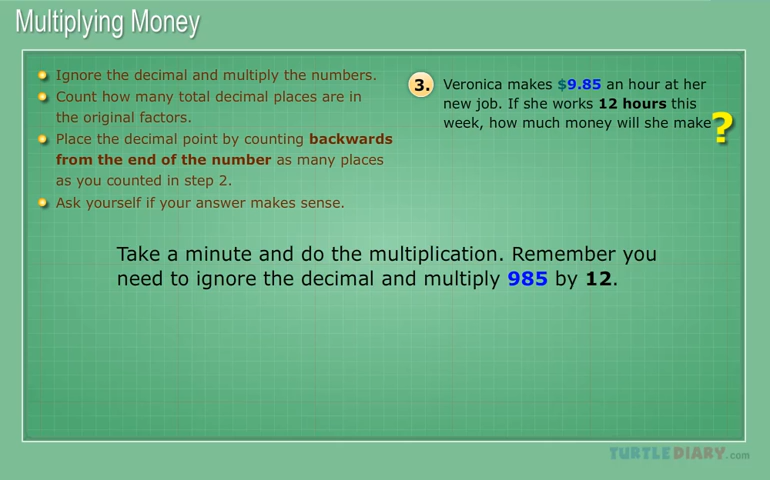 Multiplying Money
Ignore the decimal and multiply the numbers.
Count how many total decimal places are in
the original factors.
Place the decimal point by counting backwards
from the end of the number as many places
as you counted in step 2.
Ask yourself if your answer makes sense.
3. Veronica makes $9.85 an hour at her
new job. If she works 12 hours this
week, how much money will she make?
Take a minute and do the multiplication. Remember you
need to ignore the decimal and multiply 985 by 12.
TURTLEDIARY.com